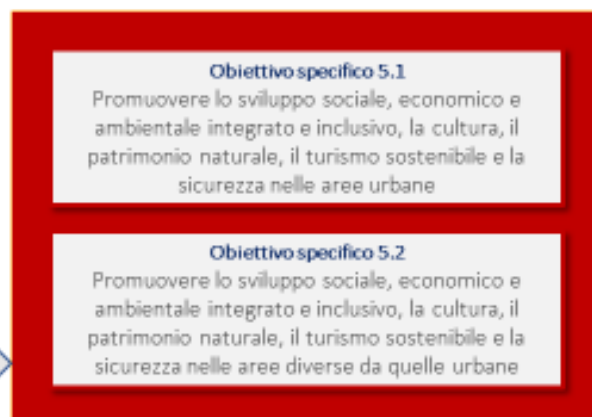 Obiettivo specifico 5.1
Promuovere lo sviluppo sociale, economico e
ambientale integrato e inclusivo, la cultura, il
patrimonio naturale, il turismo sostenibile e la
sicurezza nelle aree urbane
Obiettivo specifico 5.2
Promuovere lo sviluppo sociale, economico e
ambientale integrato e inclusivo, la cultura, il
patrimonio naturale, il turismo sostenibile e la
sicurezza nelle aree diverse da quelle urbane